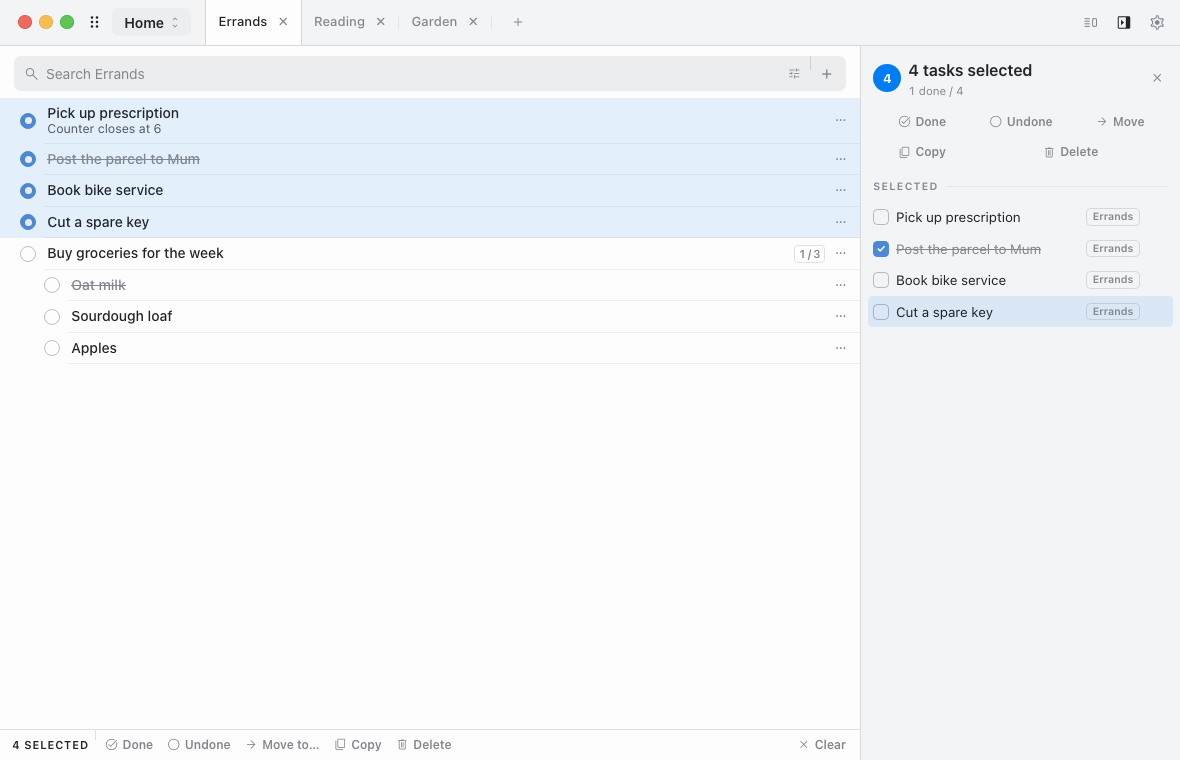 Home
Errands
Reading
Garden
Search Errands
Pick up prescription
Counter closes at 6
Post the parcel to Mum
Book bike service
Cut a spare key
Buy groceries for the week
1 / 3
Oat milk
Sourdough loaf
Apples
4 SELECTED
Done
Undone
Move to...
Copy
Delete
Clear
4
4 tasks selected
1 done / 4
Done
Undone
Move
Copy
Delete
SELECTED
Pick up prescription Errands
Post the parcel to Mum Errands
Book bike service Errands
Cut a spare key Errands